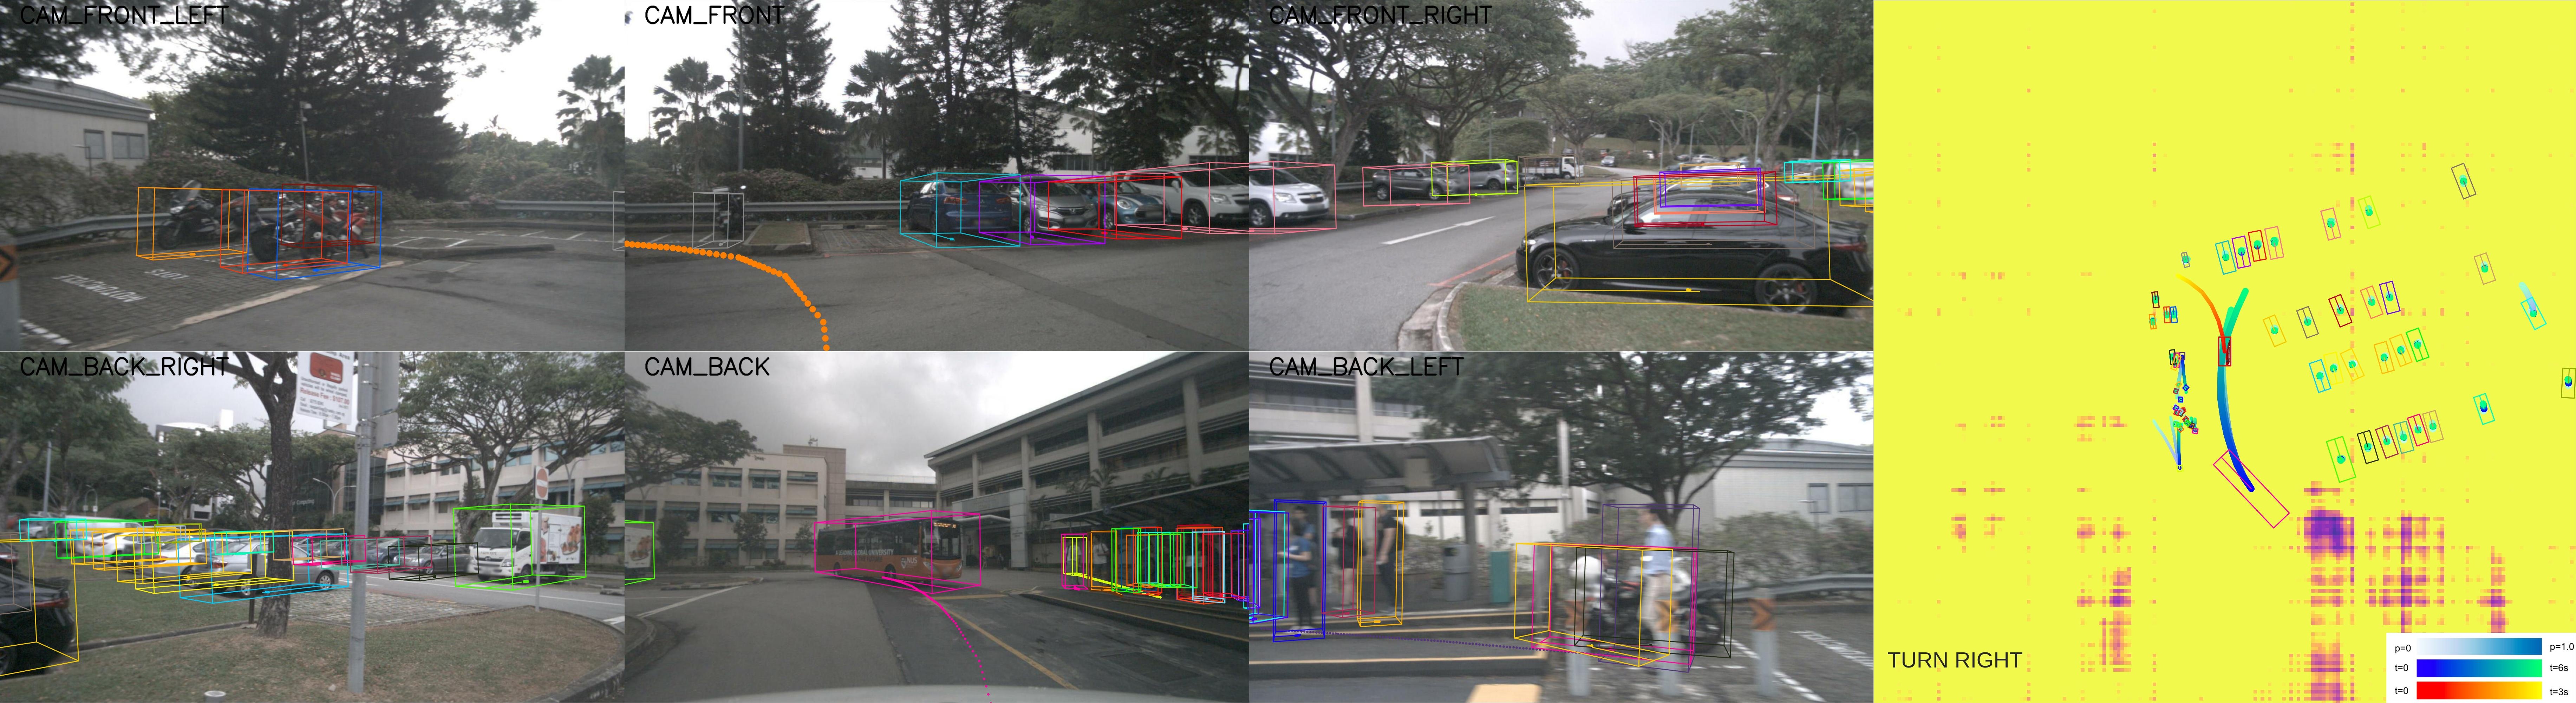 CAM_FRONT_LEFT
CAM_FRONT
CAM_FRONT_RIGHT
CAM_BACK_RIGHT
CAM_BACK
CAM_BACK_LEFT
TURN RIGHT
p=0
p=1.0
t=0
t=6s
t=0
t=3s